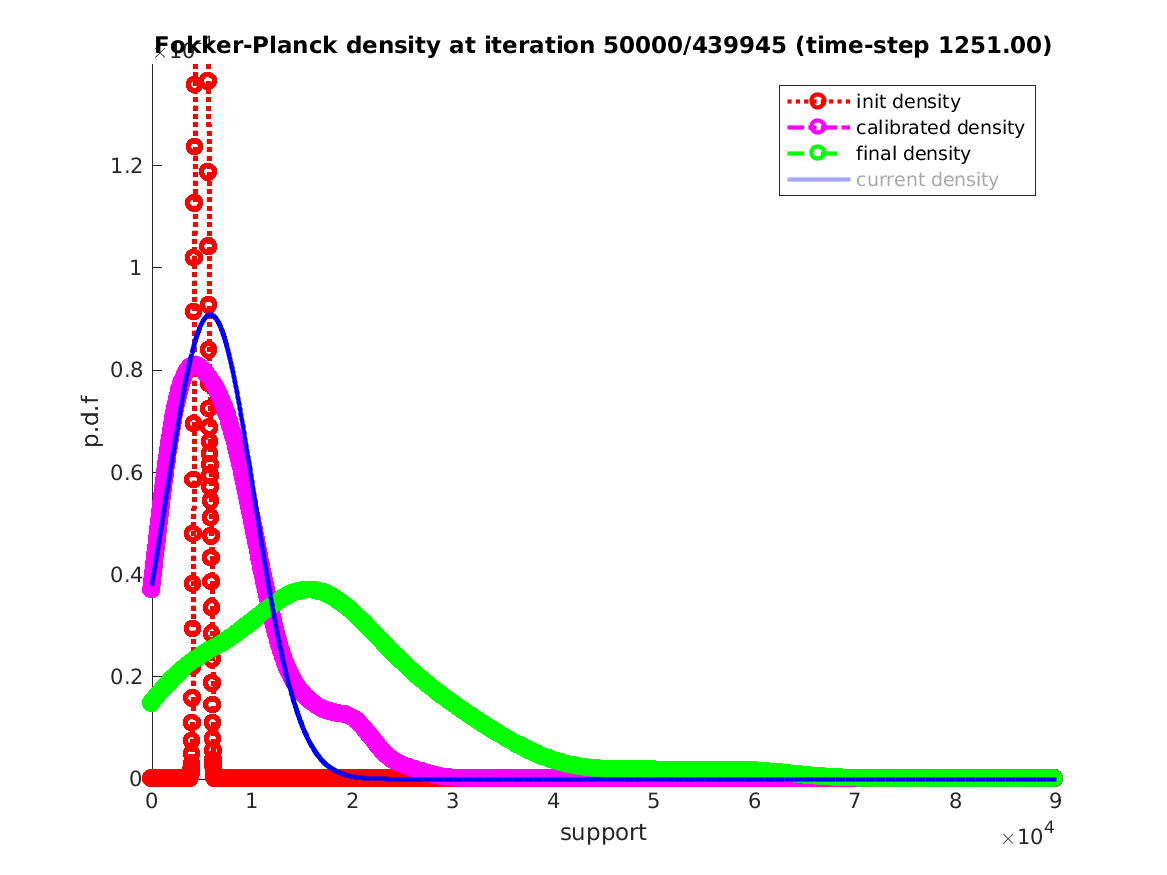 Fokker-Planck density at iteration 50000/439945 (time-step 1251.00)
init density
calibrated density
final density
current density
1.2
1
0.8
0.6
0.4
0.2
0
p.d.f
0 1 2 3 4 5 6 7 8 9
support
×10⁴